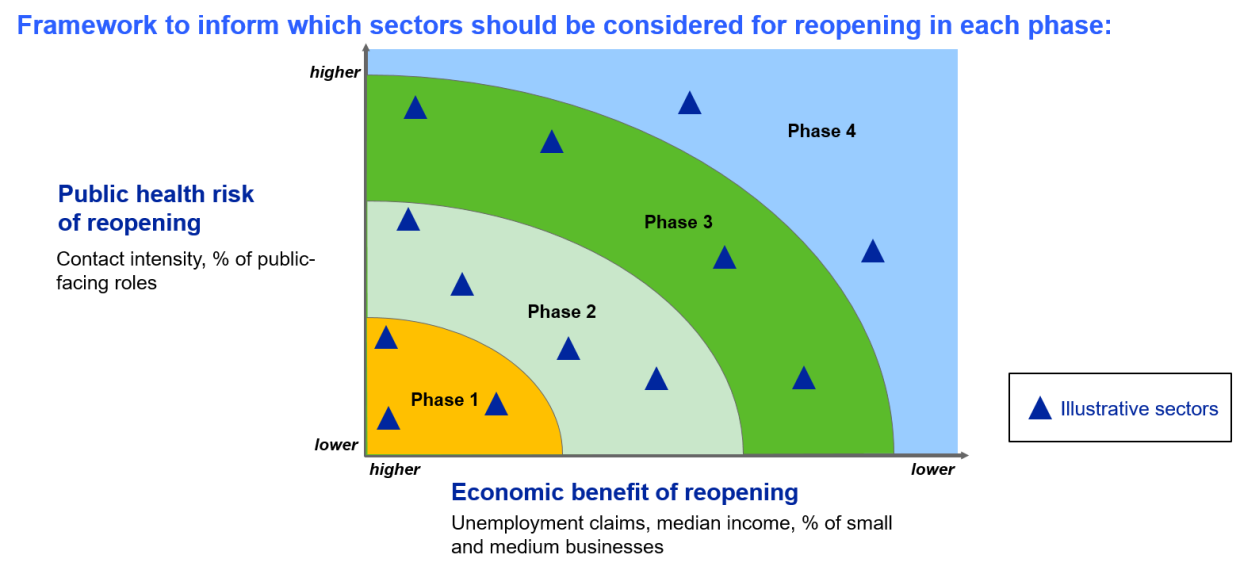 Framework to inform which sectors should be considered for reopening in each phase:
higher
Phase 4
Public health risk
of reopening
Contact intensity, % of public-
facing roles
Phase 3
Phase 2
Phase 1
Illustrative sectors
lower
higher
lower
Economic benefit of reopening
Unemployment claims, median income, % of small
and medium businesses